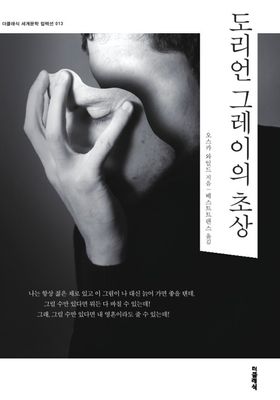 더클래식 세계문학 컬렉션 013
도리언 그레이의 초상
오스카 와일드 지음 | 베스트트랜스 옮김
나는 항상 젊은 채로 있고 이 그림이 나 대신 늙어 가면 좋을 텐데.
그럴 수만 있다면 뭐든 다 바칠 수 있는데!
그래, 그럴 수만 있다면 내 영혼이라도 줄 수 있는데!
더클래식